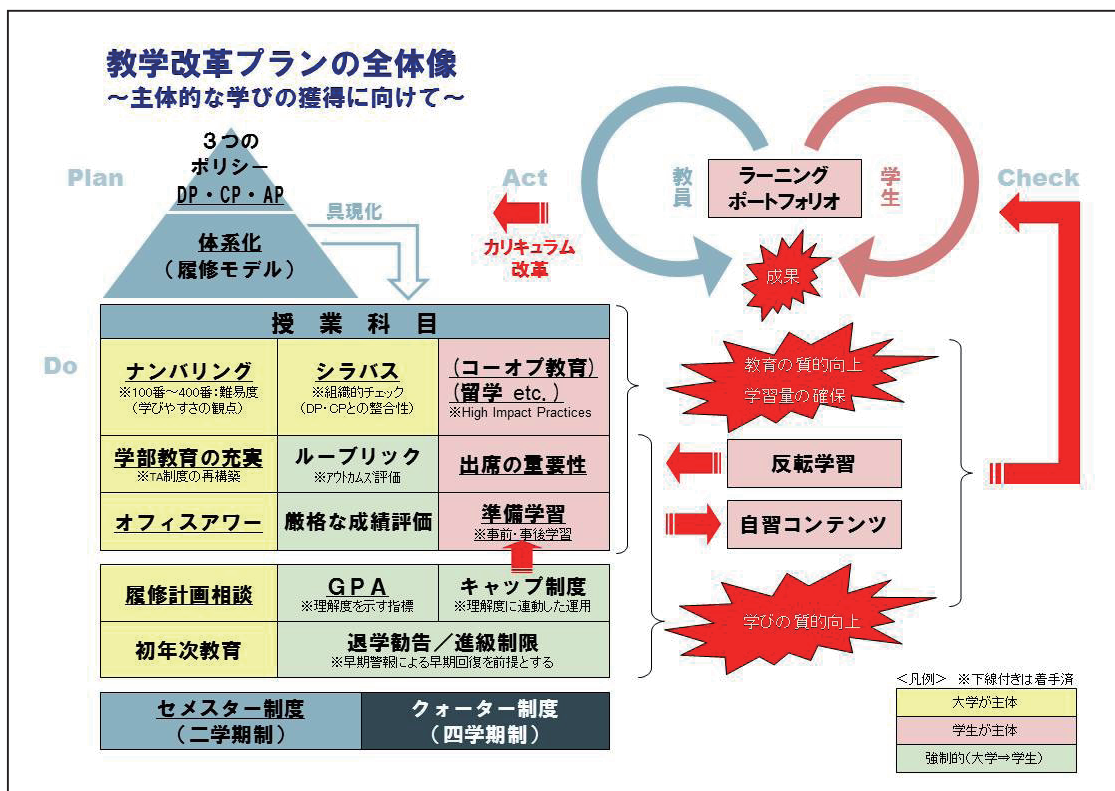 教学改革プランの全体像
～主体的な学びの獲得に向けて～
Plan
３つの
ポリシー
DP・CP・AP
体系化
（履修モデル）
具現化
Act
カリキュラム
改革
教員
ラーニング
ポートフォリオ
学生
Check
成果
Do
授業科目
ナンバリング
※100番～400番：難易度
（学びやすさの観点）
シラバス
※組織的チェック
（DP・CPとの整合性）
（コーオプ教育）
（留学 etc.）
※High Impact Practices
学部教育の充実
※TA制度の再構築
ルーブリック
※アウトカムズ評価
出席の重要性
オフィスアワー
厳格な成績評価
準備学習
※事前・事後学習
履修計画相談
ＧＰＡ
※理解度を示す指標
キャップ制度
※理解度に連動した運用
初年次教育
退学勧告／進級制限
※早期警報による早期回復を前提とする
セメスター制度
（二学期制）
クォーター制度
（四学期制）
教育の質的向上
学習量の確保
反転学習
自習コンテンツ
学びの質的向上
＜凡例＞ ※下線付きは着手済
大学が主体
学生が主体
強制的(大学⇒学生)